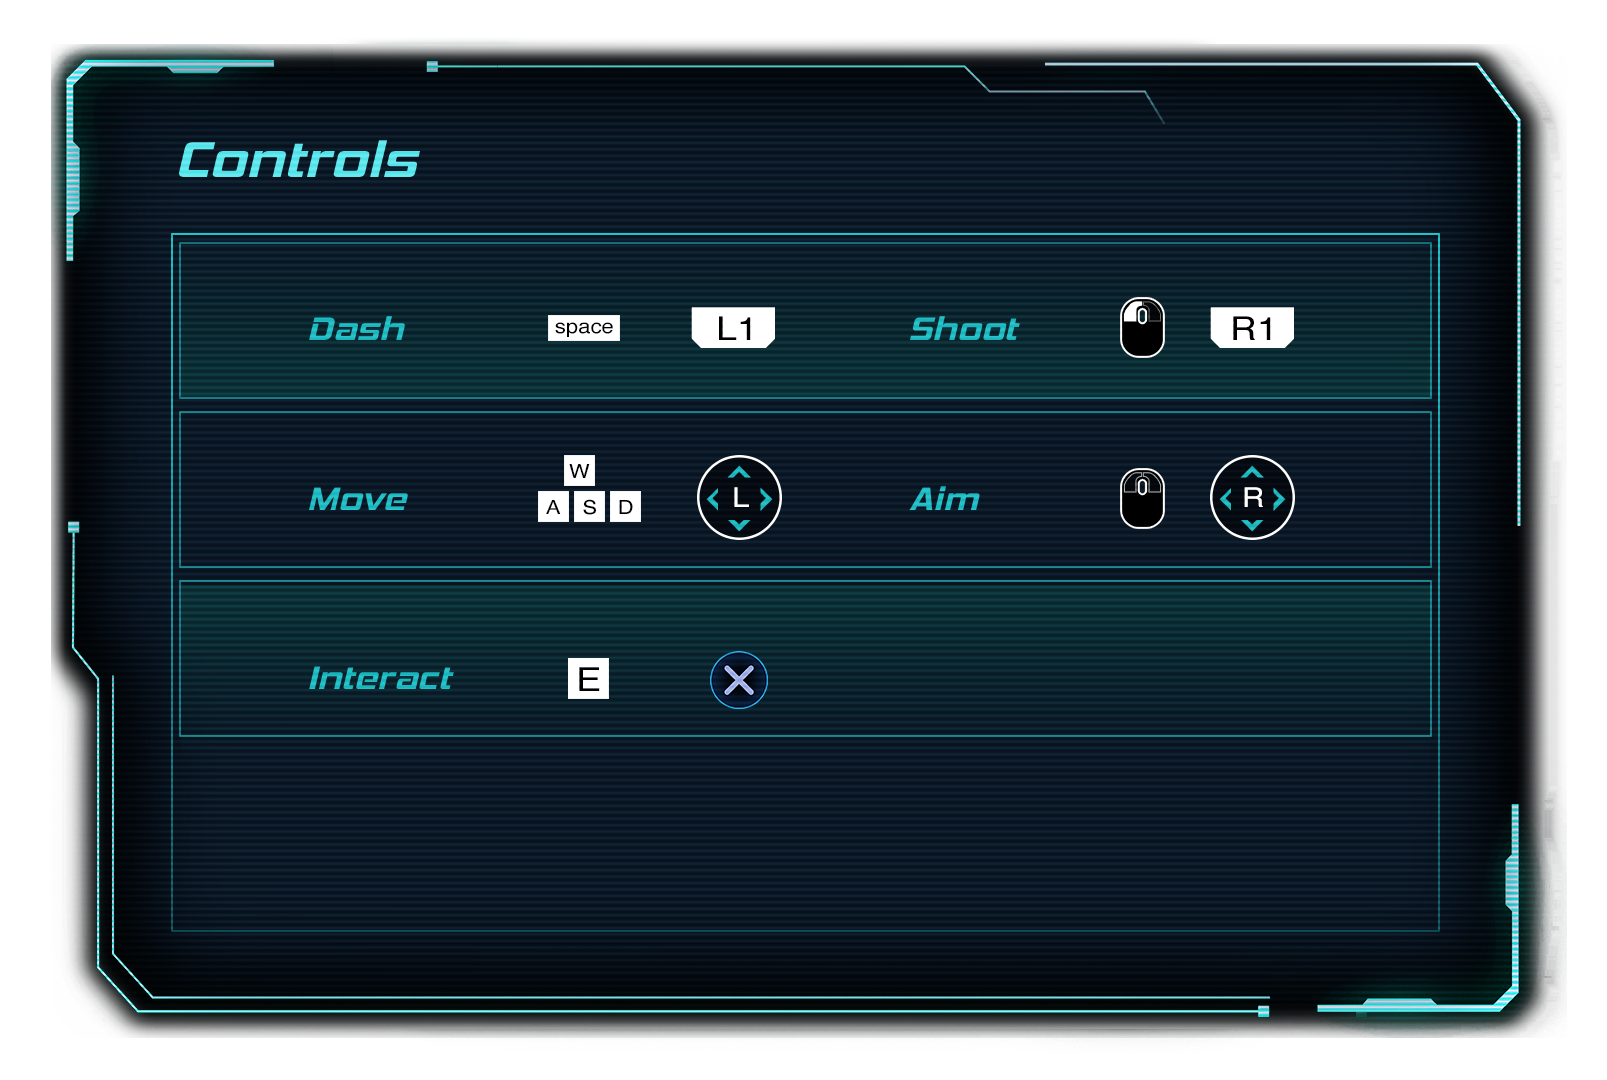 Controls
Dash space L1 Shoot R1
W
Move A S D L Aim R
Interact E